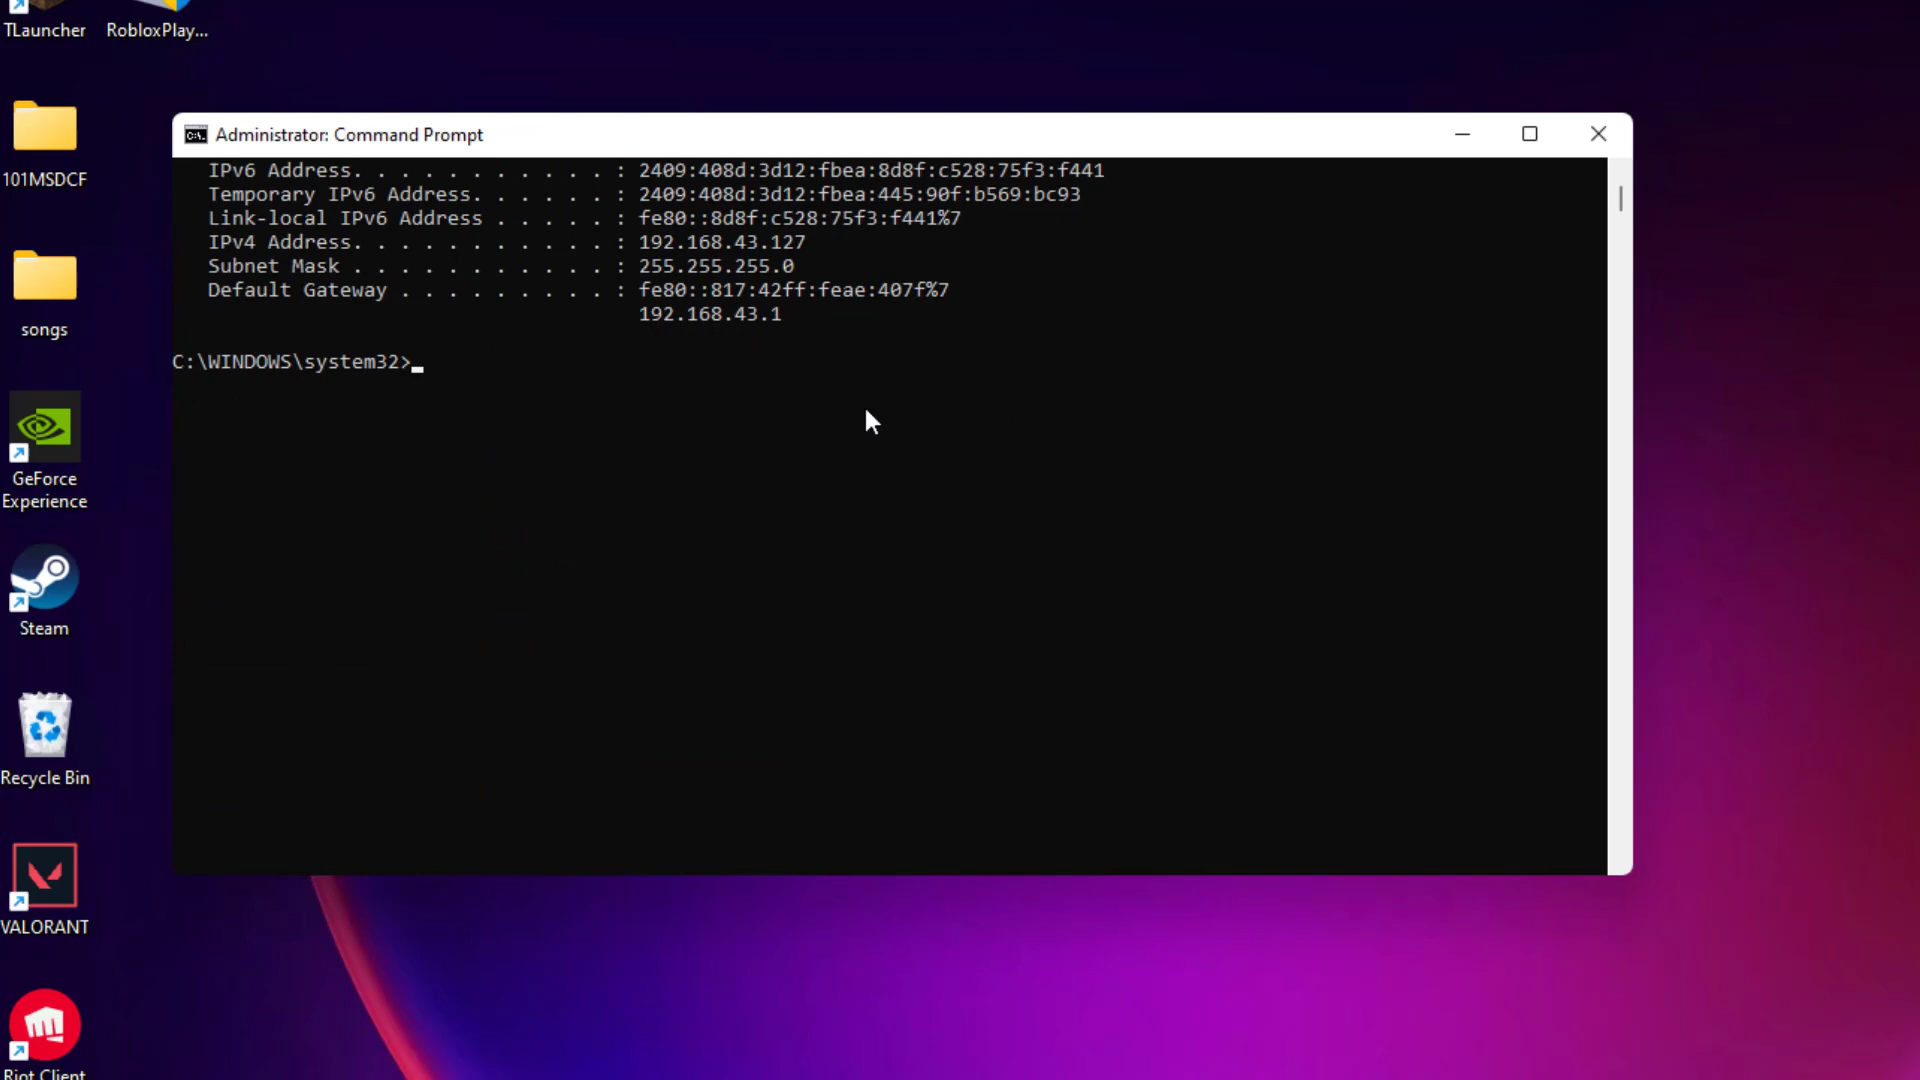 TLauncher
RobloxPlay...
101MSDCF
songs
GeForce
Experience
Steam
Recycle Bin
VALORANT
Riot Client
Administrator: Command Prompt
IPv6 Address. . . . . . . . . . . : 2409:408d:3d12:fbea:8d8f:c528:75f3:f441
Temporary IPv6 Address. . . . . . : 2409:408d:3d12:fbea:445:90f:b569:bc93
Link-local IPv6 Address . . . . . : fe80::8d8f:c528:75f3:f441%7
IPv4 Address. . . . . . . . . . . : 192.168.43.127
Subnet Mask . . . . . . . . . . . : 255.255.255.0
Default Gateway . . . . . . . . . : fe80::817:42ff:feae:407f%7
192.168.43.1
C:\WINDOWS\system32>